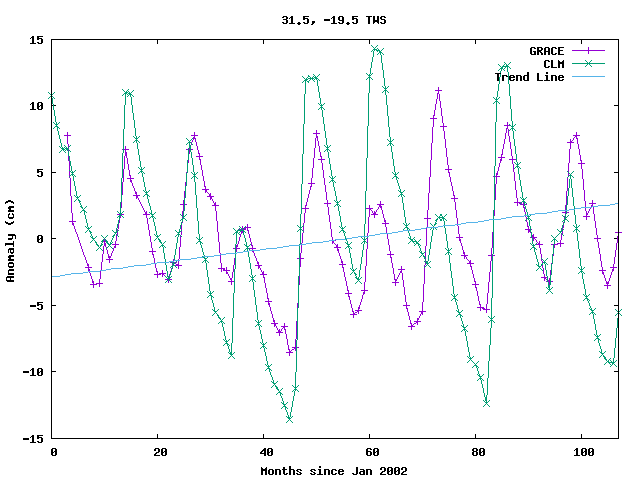 31.5, -19.5 TWS
15
GRACE
CLM
Trend Line
10
5
0
-5
-10
-15
Anomaly (cm)
0 20 40 60 80 100
Months since Jan 2002